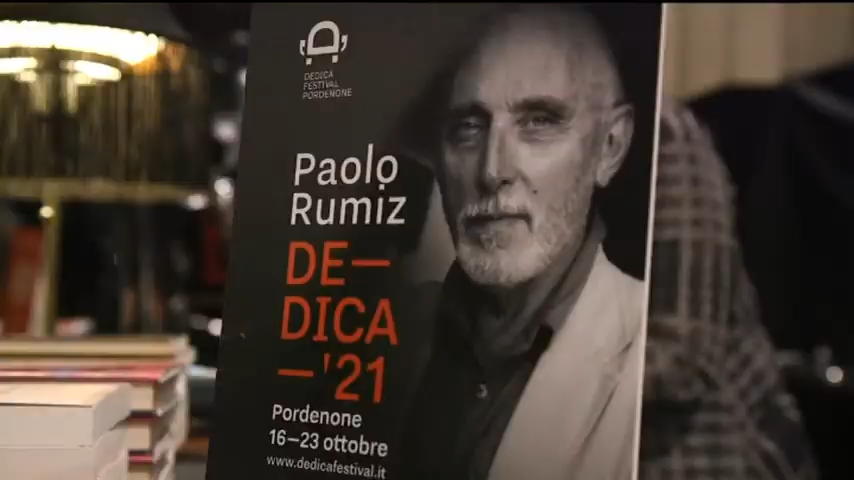 DEDICA
FESTIVAL
PORDENONE
Paolo
Rumiz
DE—
DICA
—'21
Pordenone
16—23 ottobre
www.dedicafestival.it